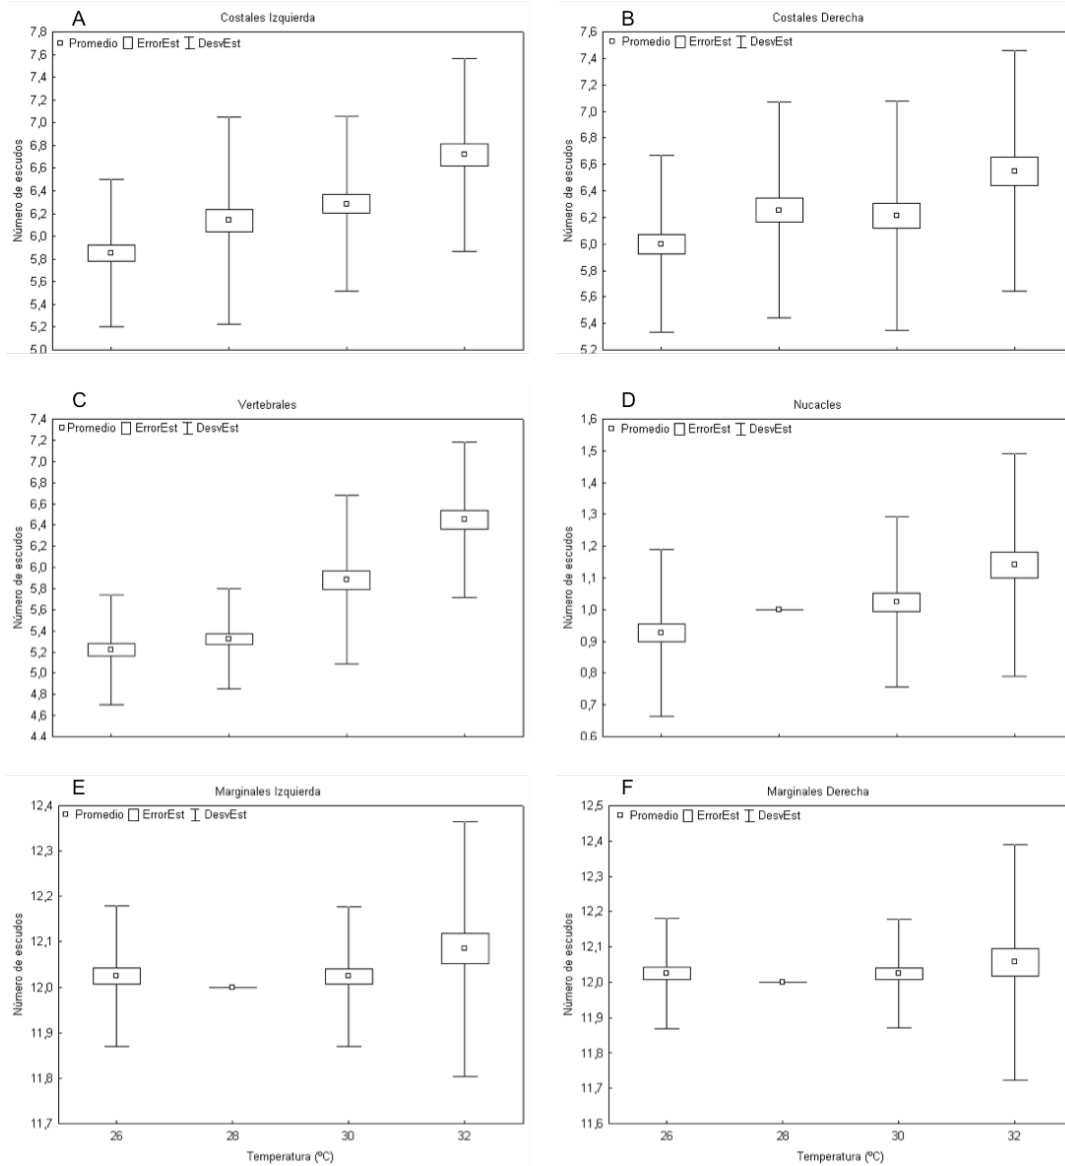 A
Costales Izquierda
Promedio ErrorEst DesvEst
Número de escudos
7,8
7,6
7,4
7,2
7,0
6,8
6,6
6,4
6,2
6,0
5,8
5,6
5,4
5,2
5,0
B
Costales Derecha
Promedio ErrorEst DesvEst
Número de escudos
7,6
7,4
7,2
7,0
6,8
6,6
6,4
6,2
6,0
5,8
5,6
5,4
5,2
C
Vertebrales
Promedio ErrorEst DesvEst
Número de escudos
7,4
7,2
7,0
6,8
6,6
6,4
6,2
6,0
5,8
5,6
5,4
5,2
5,0
4,8
4,6
4,4
D
Nucacles
Promedio ErrorEst DesvEst
Número de escudos
1,6
1,5
1,4
1,3
1,2
1,1
1,0
0,9
0,8
0,7
0,6
E
Marginales Izquierda
Promedio ErrorEst DesvEst
Número de escudos
12,4
12,3
12,2
12,1
12,0
11,9
11,8
11,7
26 28 30 32
Temperatura (ºC)
F
Marginales Derecha
Promedio ErrorEst DesvEst
Número de escudos
12,5
12,4
12,3
12,2
12,1
12,0
11,9
11,8
11,7
11,6
26 28 30 32
Temperatura (ºC)